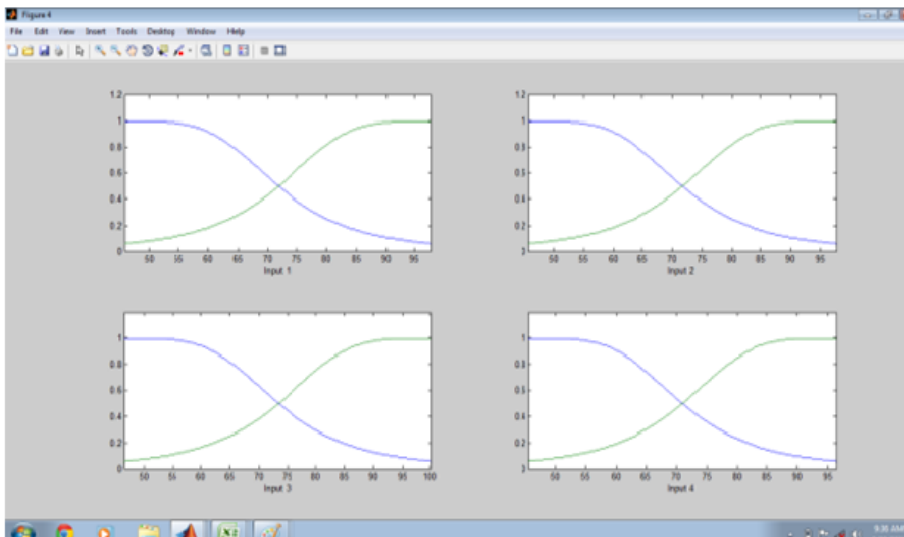 Figure 4
File Edit View Insert Tools Desktop Window Help
1.2 1.2
1 1
0.8 0.8
0.6 0.6
0.4 0.4
0.2 0.2
0
50 55 60 65 70 75 80 85 90 95 50 55 60 65 70 75 80 85 90 95
Input 1 Input 2
1 1
0.8 0.8
0.6 0.6
0.4 0.4
0.2 0.2
0
50 55 60 65 70 75 80 85 90 95 100 50 55 60 65 70 75 80 85 90 95
Input 3 Input 4